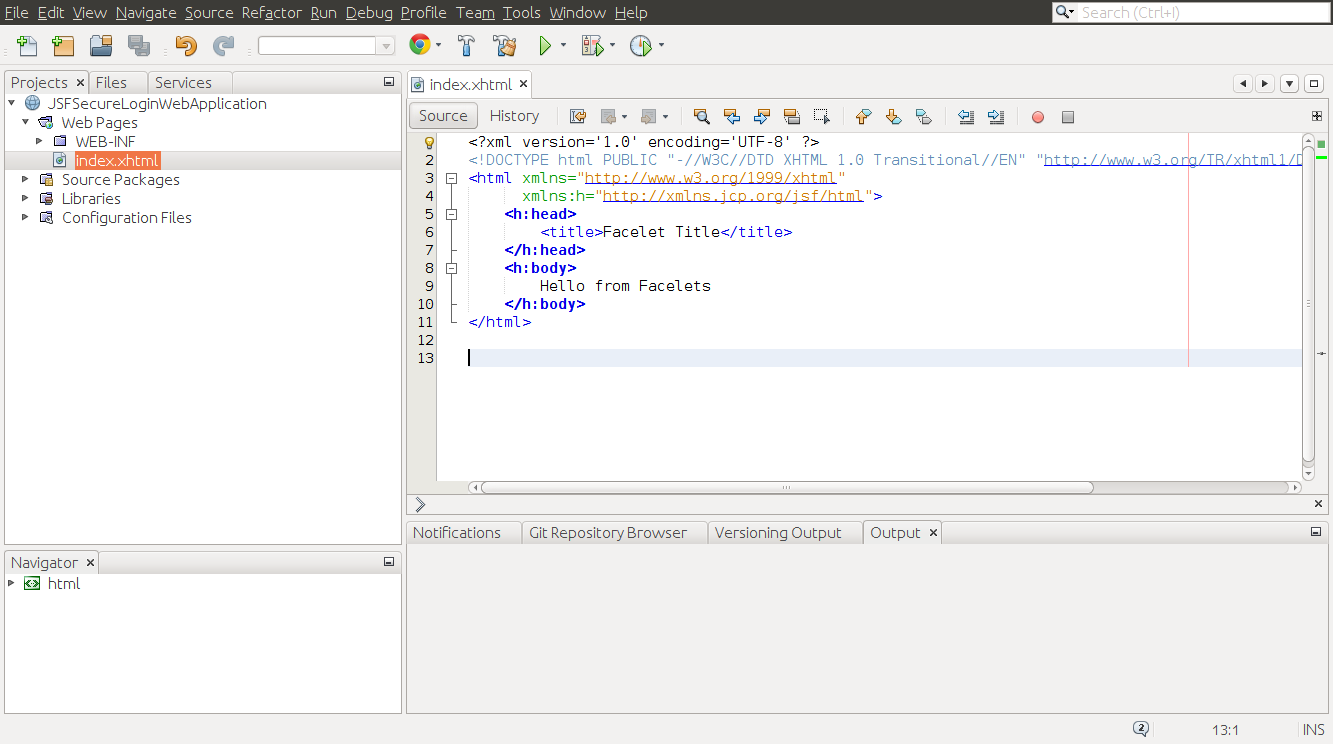 File Edit View Navigate Source Refactor Run Debug Profile Team Tools Window Help
Search (Ctrl+I)
Projects Files Services
index.xhtml
JSFSecureLoginWebApplication
Web Pages
WEB-INF
index.xhtml
Source Packages
Libraries
Configuration Files
Source History
<?xml version='1.0' encoding='UTF-8' ?>
2 <!DOCTYPE html PUBLIC "-//W3C//DTD XHTML 1.0 Transitional//EN" "http://www.w3.org/TR/xhtml1/D
3 <html xmlns="http://www.w3.org/1999/xhtml"
4 xmlns:h="http://xmlns.jcp.org/jsf/html">
5 <h:head>
6 <title>Facelet Title</title>
7 </h:head>
8 <h:body>
9 Hello from Facelets
10 </h:body>
11 </html>
12
13
Notifications Git Repository Browser Versioning Output Output
Navigator
html
2 13:1 INS